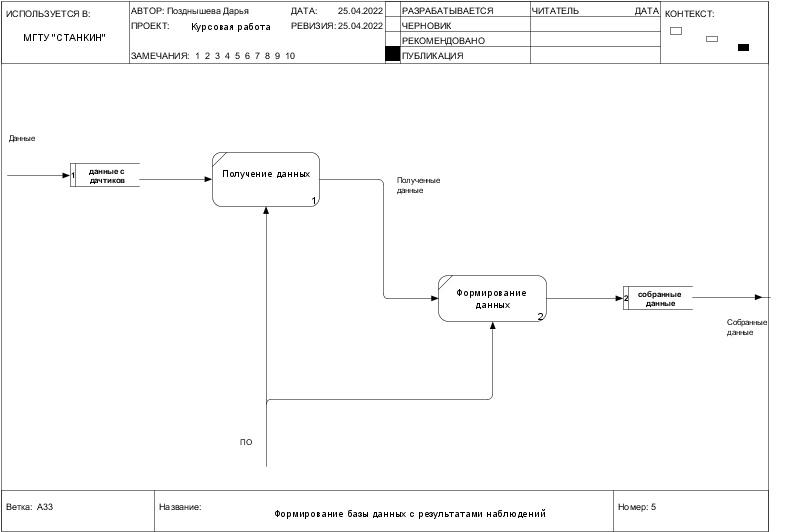 ИСПОЛЬЗУЕТСЯ В:
МГТУ "СТАНКИН"
АВТОР: Позднышева Дарья
ДАТА: 25.04.2022
ПРОЕКТ: Курсовая работа
РЕВИЗИЯ: 25.04.2022
ЗАМЕЧАНИЯ: 1 2 3 4 5 6 7 8 9 10
РАЗРАБАТЫВАЕТСЯ
ЧЕРНОВИК
РЕКОМЕНДОВАНО
ПУБЛИКАЦИЯ
ЧИТАТЕЛЬ
ДАТА
КОНТЕКСТ:
Данные
1
данные с
дачтиков
Получение данных
1
Полученные
данные
Формирование
данных
2
2
собранные
данные
Собранные
данные
ПО
Ветка: А33
Название:
Формирование базы данных с результатами наблюдений
Номер: 5